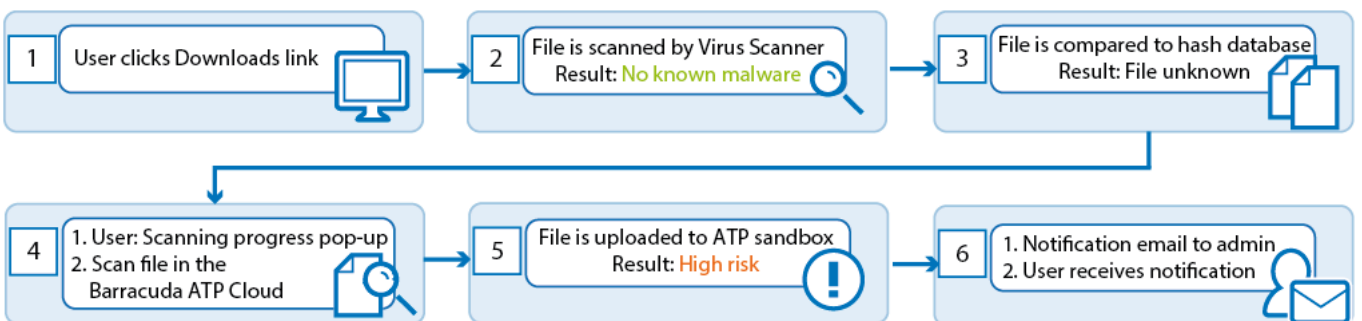 1
User clicks Downloads link
2
File is scanned by Virus Scanner
Result: No known malware
3
File is compared to hash database
Result: File unknown
4
1. User: Scanning progress pop-up
2. Scan file in the
Barracuda ATP Cloud
5
File is uploaded to ATP sandbox
Result: High risk
6
1. Notification email to admin
2. User receives notification